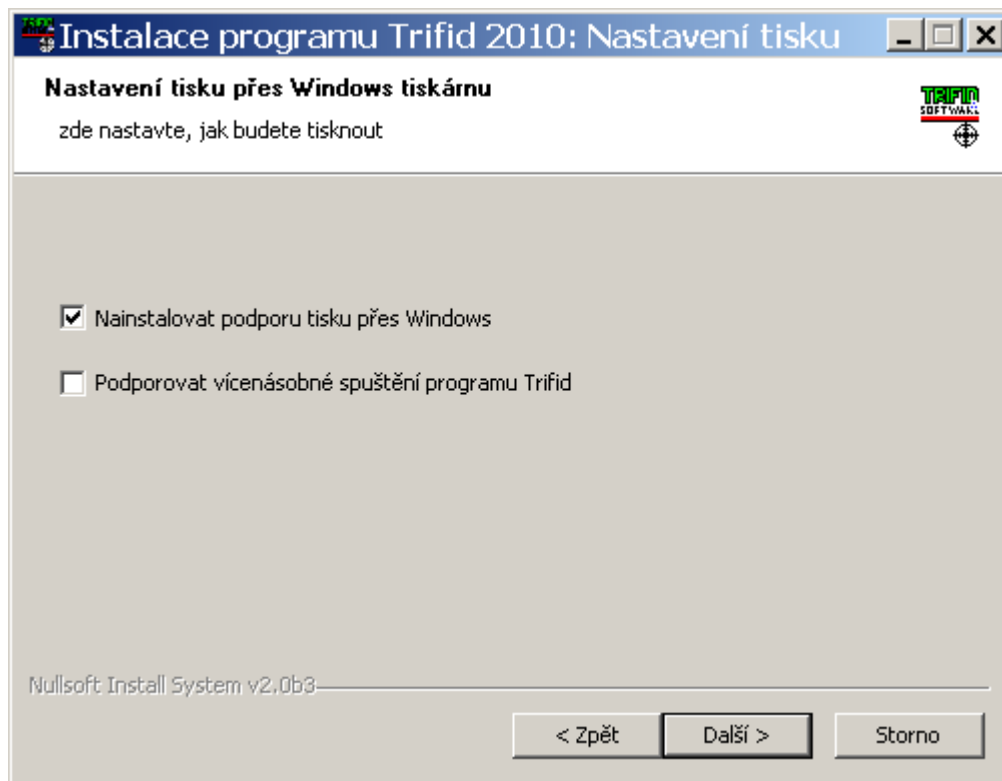 Instalace programu Trifid 2010: Nastavení tisku
Nastavení tisku přes Windows tiskárnu
zde nastavte, jak budete tisknout
TRIFID
SOFTWARE
Nainstalovat podporu tisku přes Windows
Podporovat vícenásobné spuštění programu Trifid
Nullsoft Install System v2.0b3
< Zpět
Další >
Storno